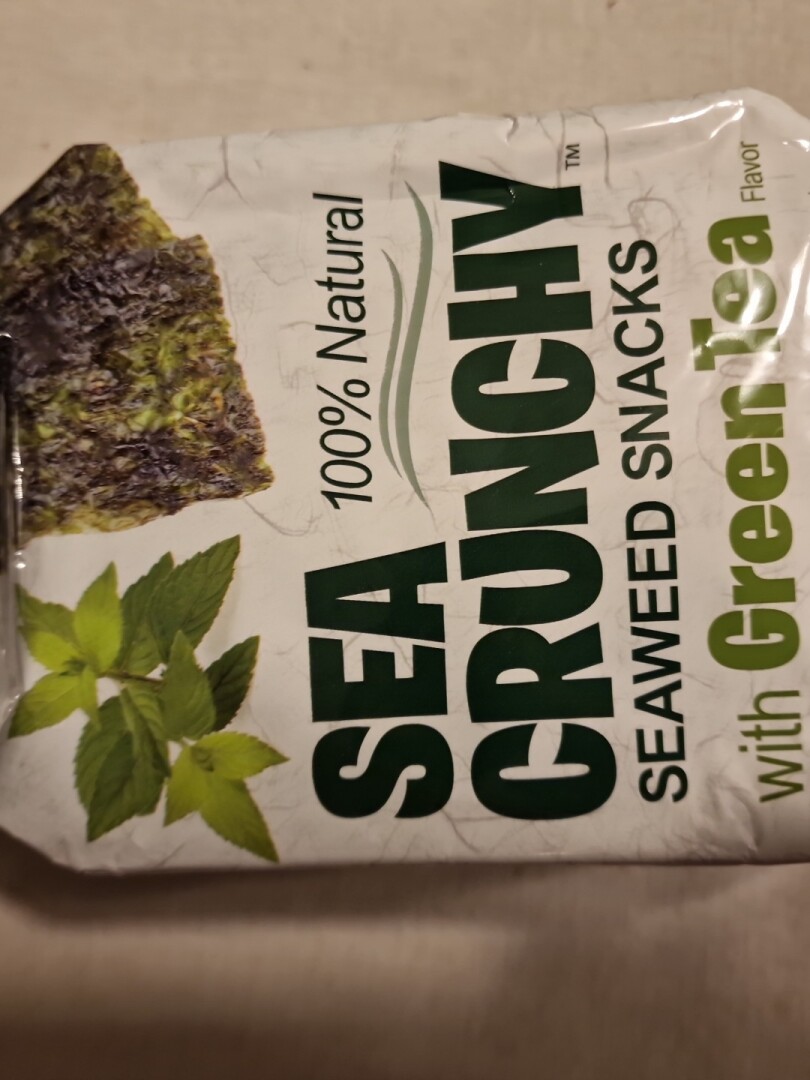 100% Natural
SEA
CRUNCHY™
SEAWEED SNACKS
with Green Tea Flavor